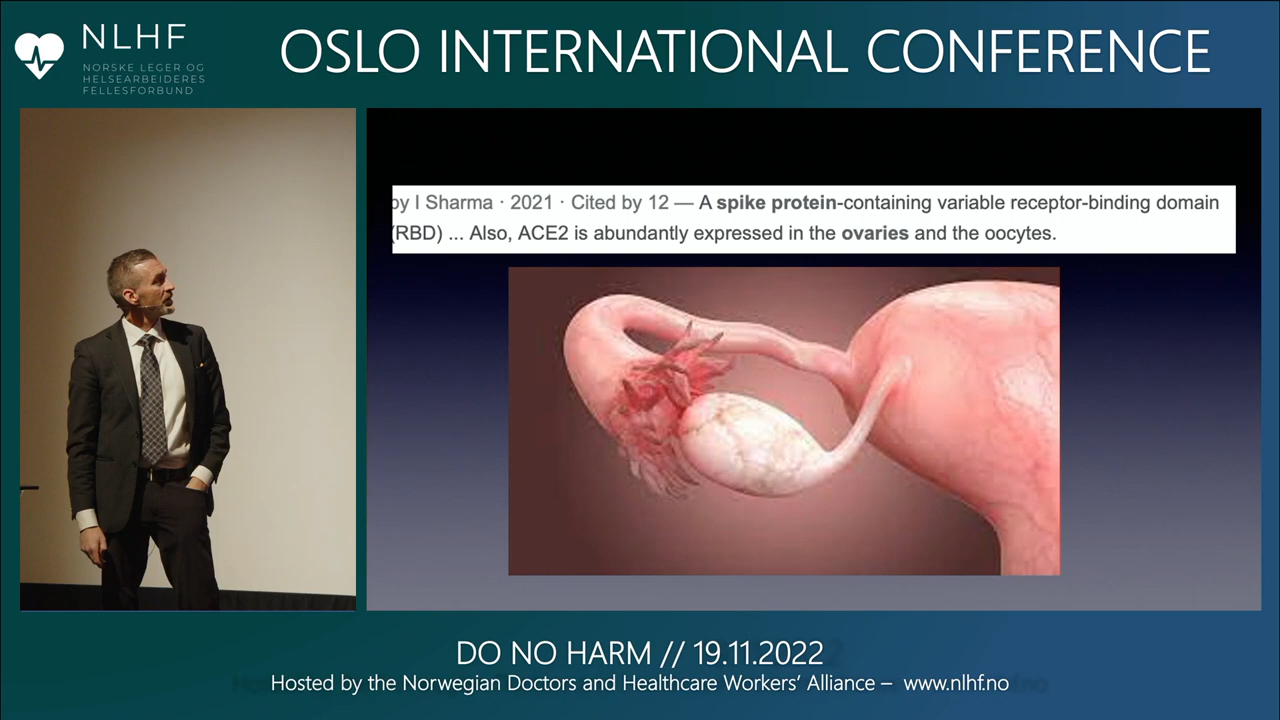 NLHF
NORSKE LEGER OG
HELSEARBEIDERES
FELLESFORBUND
OSLO INTERNATIONAL CONFERENCE
by I Sharma · 2021 · Cited by 12 — A spike protein-containing variable receptor-binding domain
(RBD) ... Also, ACE2 is abundantly expressed in the ovaries and the oocytes.
DO NO HARM // 19.11.2022
Hosted by the Norwegian Doctors and Healthcare Workers' Alliance – www.nlhf.no